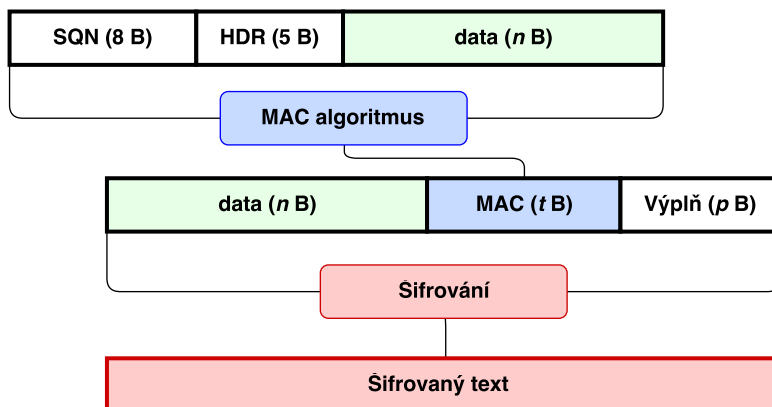 SQN (8 B) HDR (5 B) data (n B)
MAC algoritmus
data (n B) MAC (t B) Výplň (p B)
Šifrování
Šifrovaný text